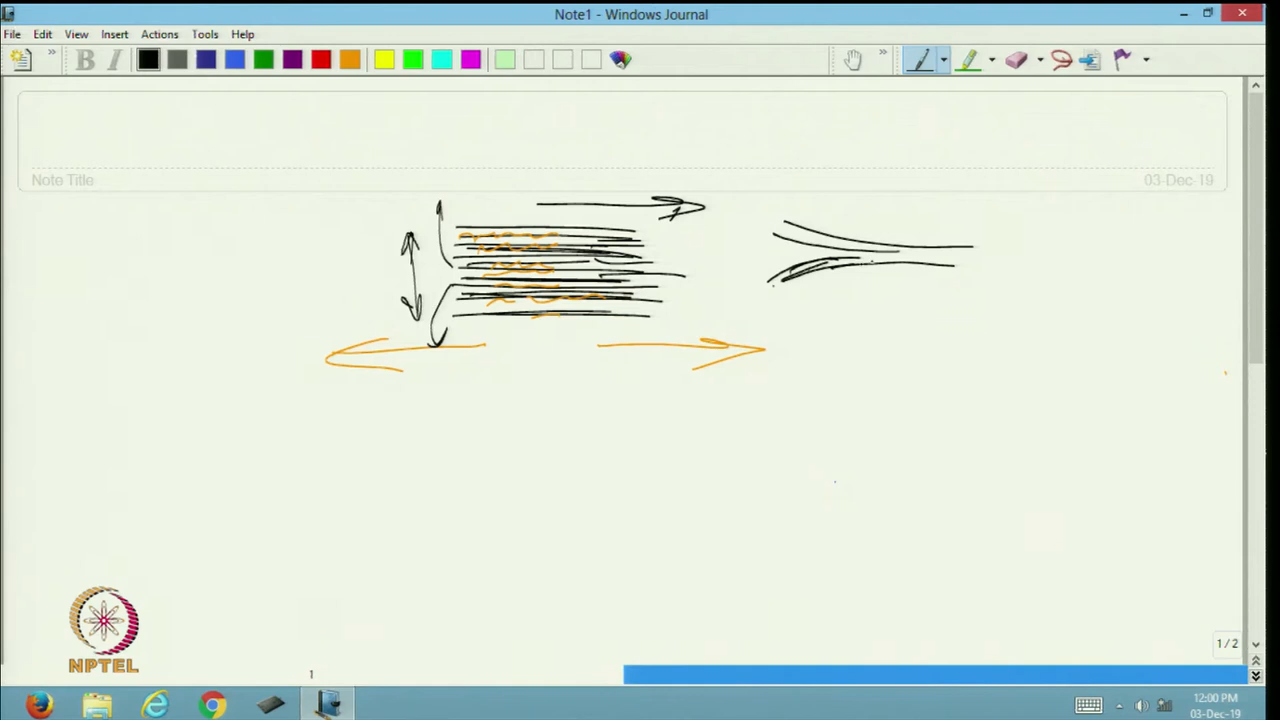 Note1 - Windows Journal
File Edit View Insert Actions Tools Help
B I
Note Title
03-Dec-19
1 / 2
NPTEL
1
12:00 PM
03-Dec-19